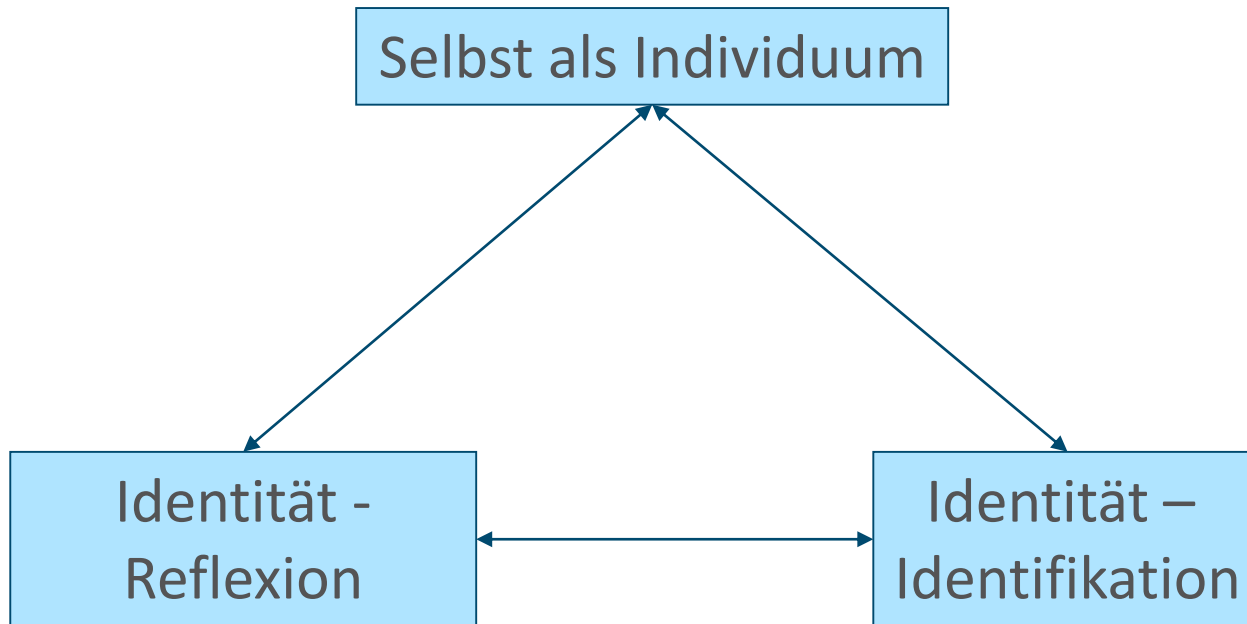 Selbst als Individuum
Identität -
Reflexion
Identität –
Identifikation